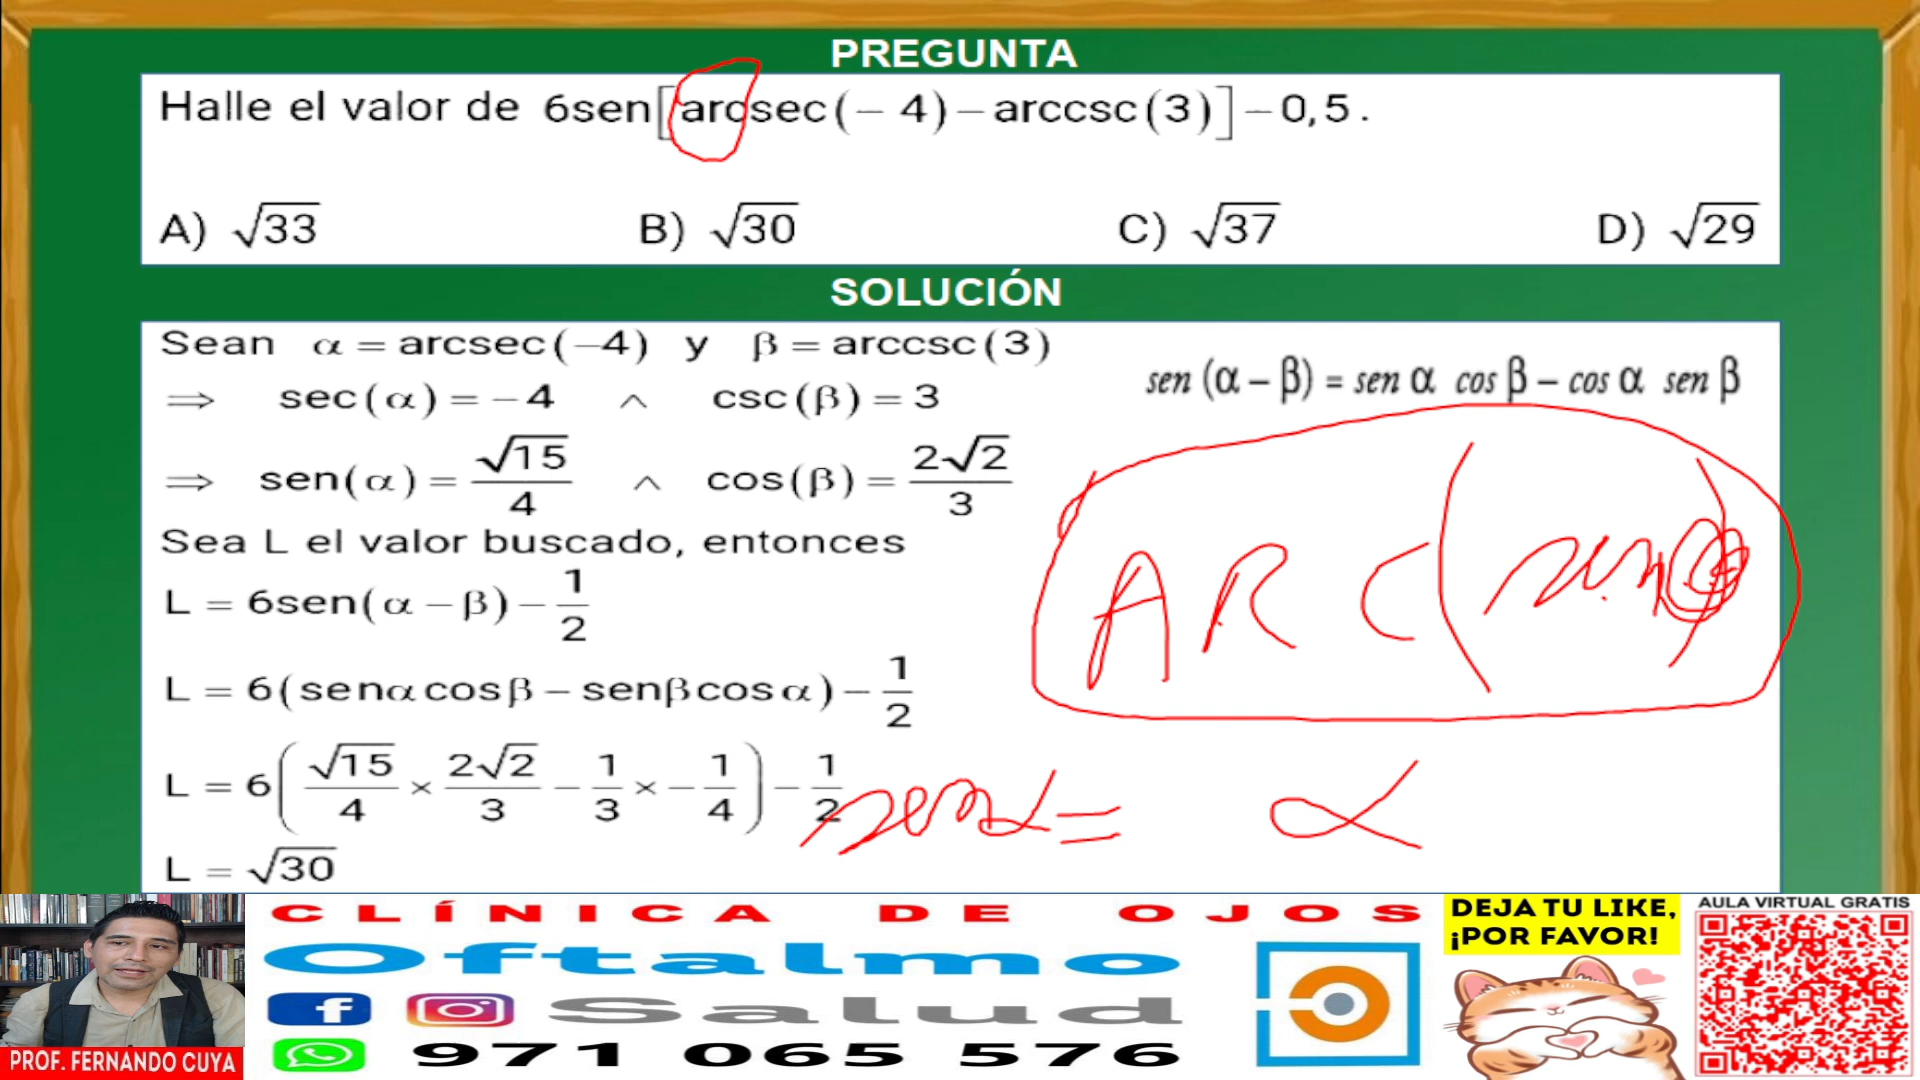 PREGUNTA
Halle el valor de 6sen[arcsec(− 4) − arccsc(3)] − 0,5.
A) √33 B) √30 C) √37 D) √29
SOLUCIÓN
Sean α = arcsec(−4) y β = arccsc(3)
sen (α − β) = sen α cos β − cos α sen β
⇒ sec(α) = −4 ∧ csc(β) = 3
⇒ sen(α) = √15/4 ∧ cos(β) = 2√2/3
Sea L el valor buscado, entonces
L = 6sen(α − β) − 1/2
ARC(sen
L = 6(senα cosβ − senβ cosα) − 1/2
L = 6(√15/4 × 2√2/3 − 1/3 × −1/4) − 1/2
senα = α
L = √30
CLÍNICA DE OJOS
Oftalmo
Salud
971 065 576
DEJA TU LIKE,
¡POR FAVOR!
AULA VIRTUAL GRATIS
PROF. FERNANDO CUYA